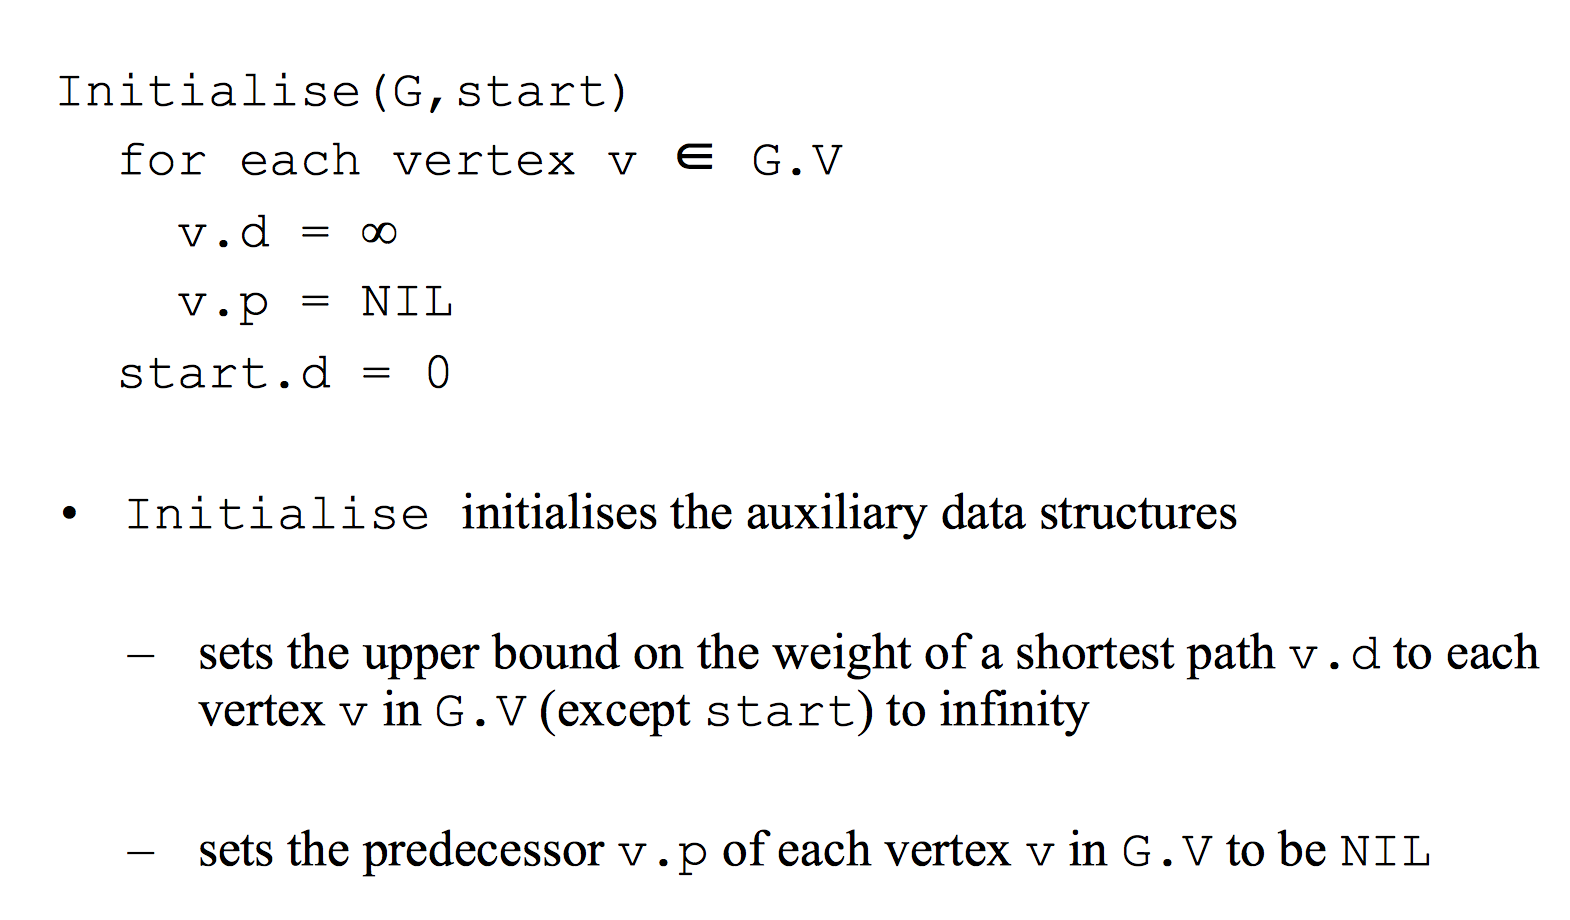 Initialise(G,start)
for each vertex v ∈ G.V
v.d = ∞
v.p = NIL
start.d = 0
• Initialise initialises the auxiliary data structures
– sets the upper bound on the weight of a shortest path v.d to each
vertex v in G.V (except start) to infinity
– sets the predecessor v.p of each vertex v in G.V to be NIL